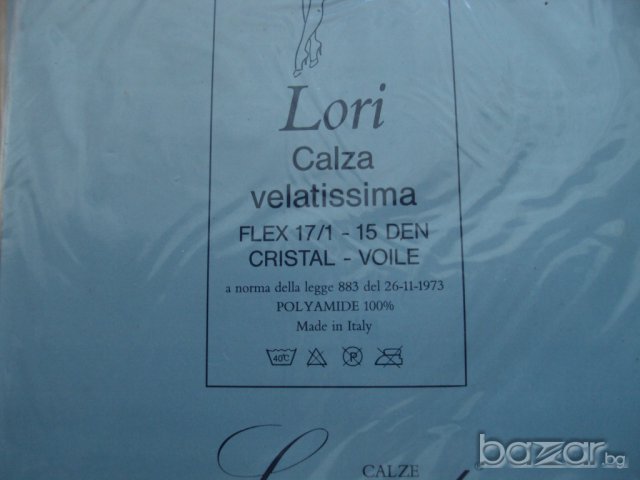 Lori
Calza
velatissima
FLEX 17/1 - 15 DEN
CRISTAL - VOILE
a norma della legge 883 del 26-11-1973
POLYAMIDE 100%
Made in Italy
40°C P
CALZE
bazar.bg